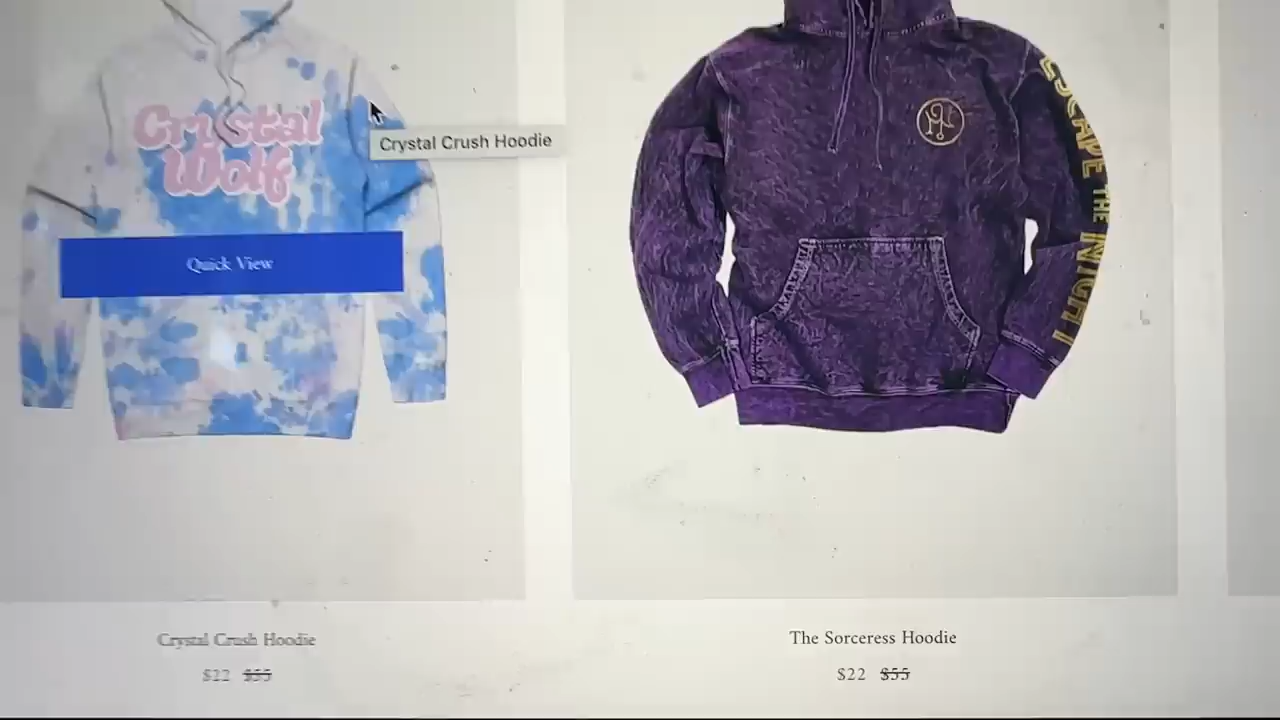 Crystal
Wolf
Crystal Crush Hoodie
Quick View
ESCAPE THE NIGHT
Crystal Crush Hoodie
$22 $55
The Sorceress Hoodie
$22 $55